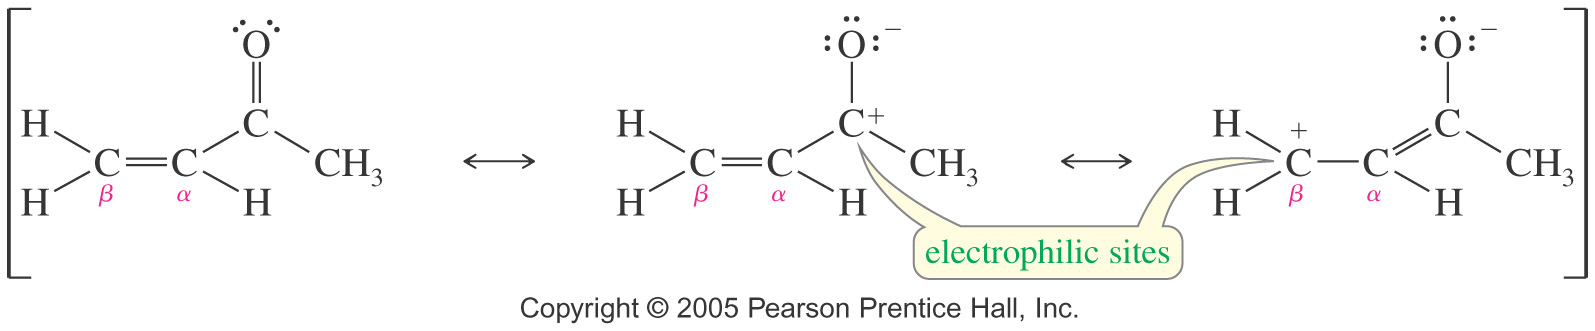 O O − O −
H C C + H + C
C C CH3 H C C CH3 C C CH3
H β α H H β α H H β α H
electrophilic sites
Copyright © 2005 Pearson Prentice Hall, Inc.